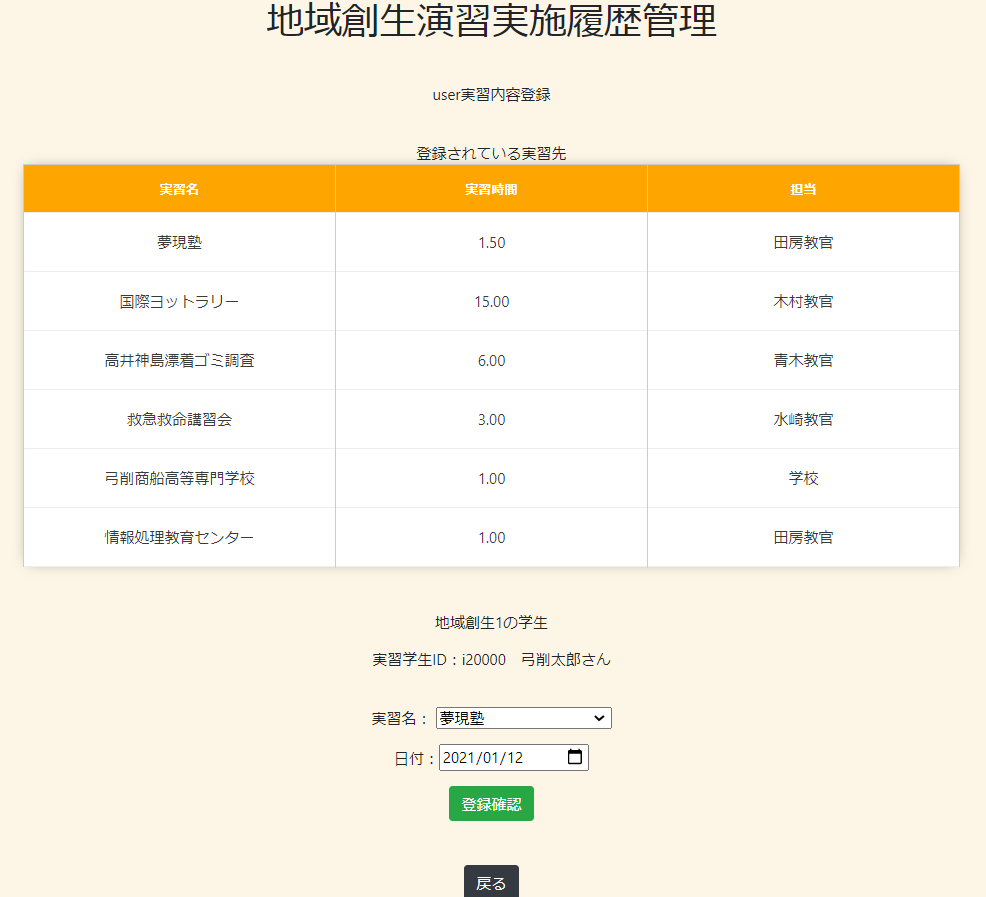 地域創生演習実施履歴管理
user実習内容登録
登録されている実習先
実習名 実習時間 担当
夢現塾 1.50 田房教官
国際ヨットラリー 15.00 木村教官
高井神島漂着ゴミ調査 6.00 青木教官
救急救命講習会 3.00 水崎教官
弓削商船高等専門学校 1.00 学校
情報処理教育センター 1.00 田房教官
地域創生1の学生
実習学生ID：i20000　弓削太郎さん
実習名： 夢現塾
日付：2021/01/12
登録確認
戻る